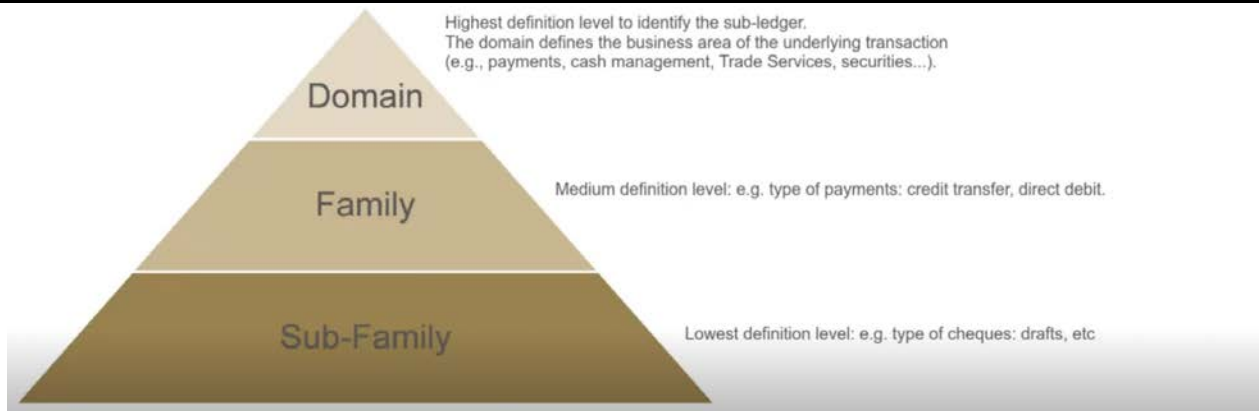 Highest definition level to identify the sub-ledger.
The domain defines the business area of the underlying transaction
(e.g., payments, cash management, Trade Services, securities...).
Domain
Family
Medium definition level: e.g. type of payments: credit transfer, direct debit.
Sub-Family
Lowest definition level: e.g. type of cheques: drafts, etc